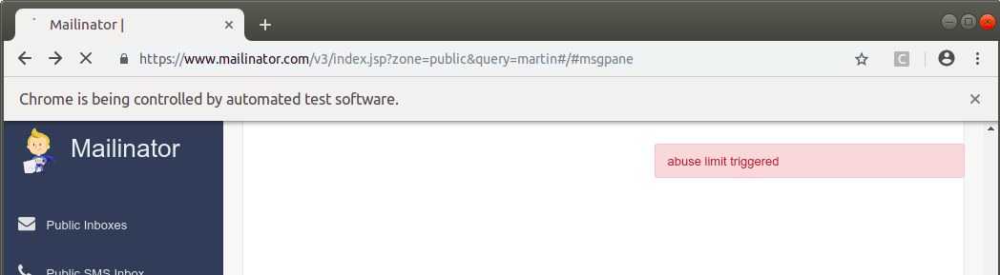 Mailinator |
https://www.mailinator.com/v3/index.jsp?zone=public&query=martin#/#msgpane
C
Chrome is being controlled by automated test software.
Mailinator
abuse limit triggered
Public Inboxes
Public SMS Inbox